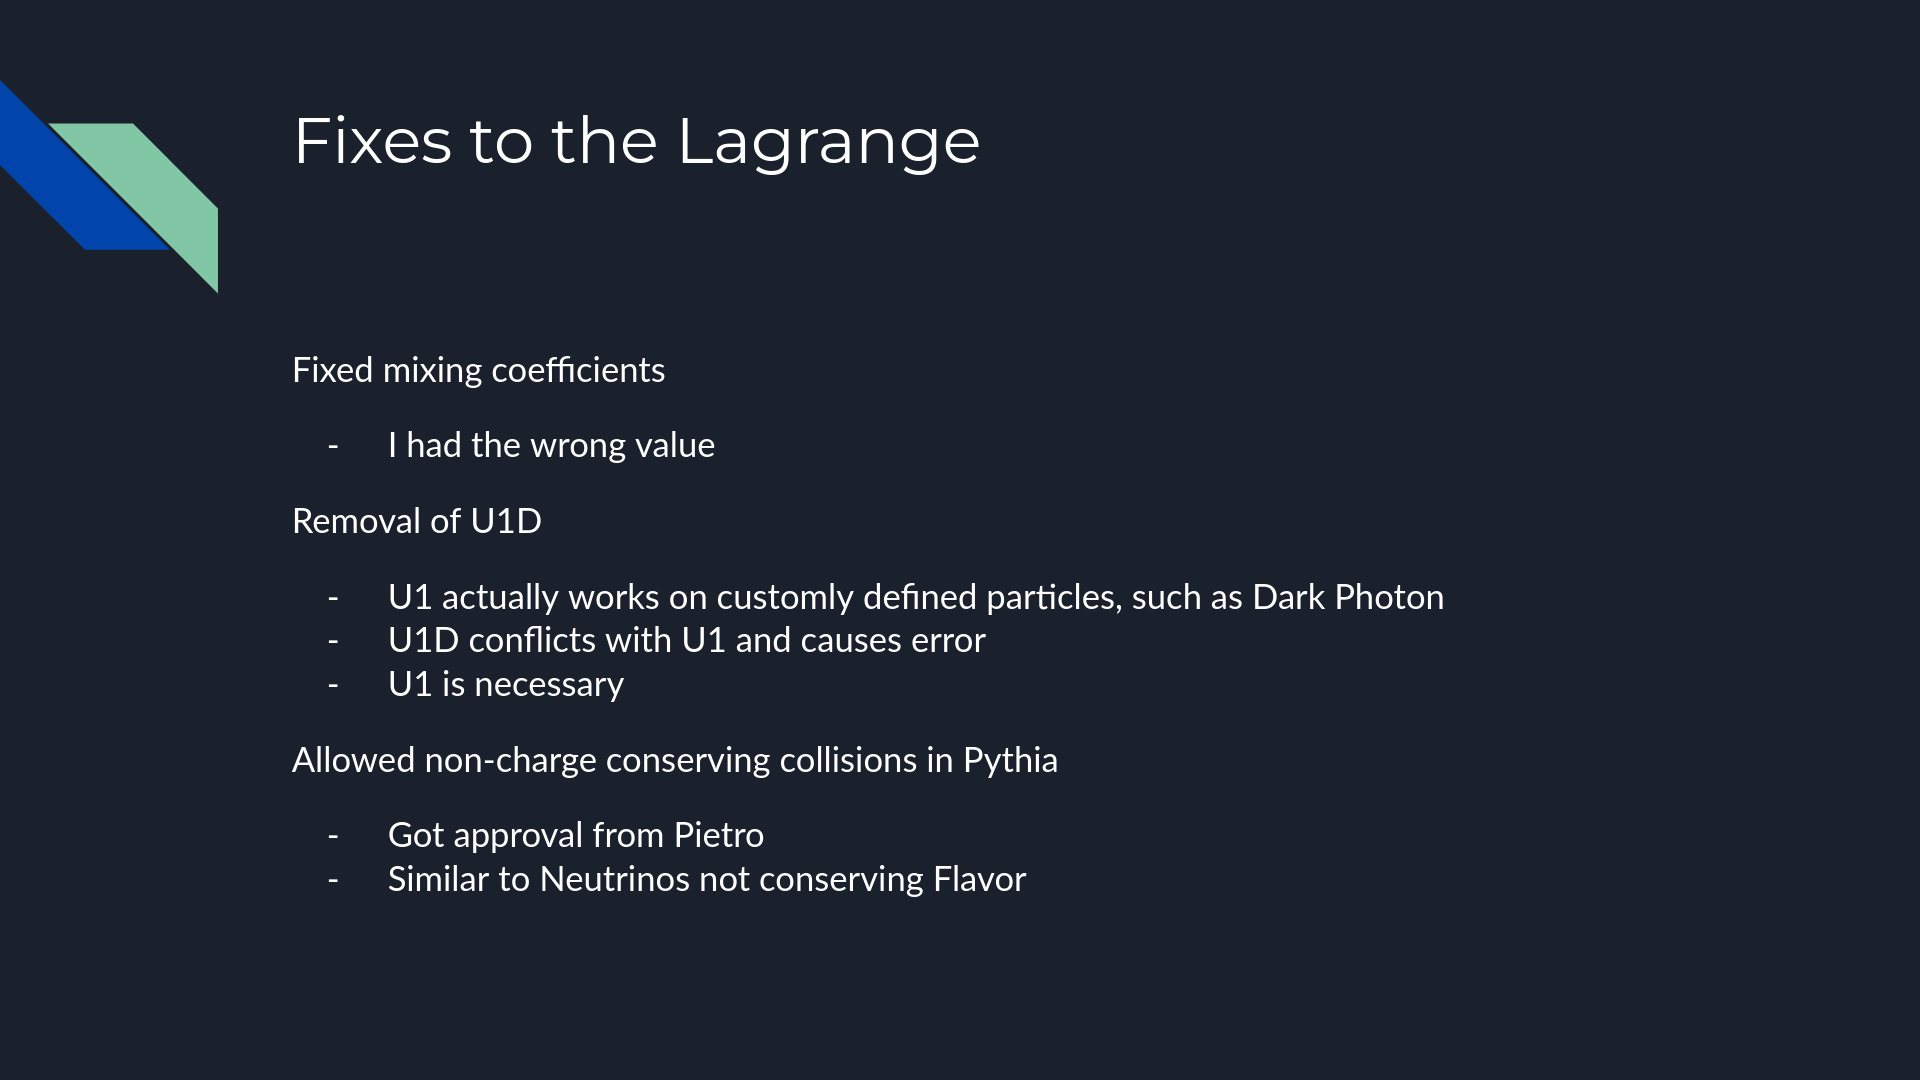 Fixes to the Lagrange
Fixed mixing coefficients
- I had the wrong value
Removal of U1D
- U1 actually works on customly defined particles, such as Dark Photon
- U1D conflicts with U1 and causes error
- U1 is necessary
Allowed non-charge conserving collisions in Pythia
- Got approval from Pietro
- Similar to Neutrinos not conserving Flavor